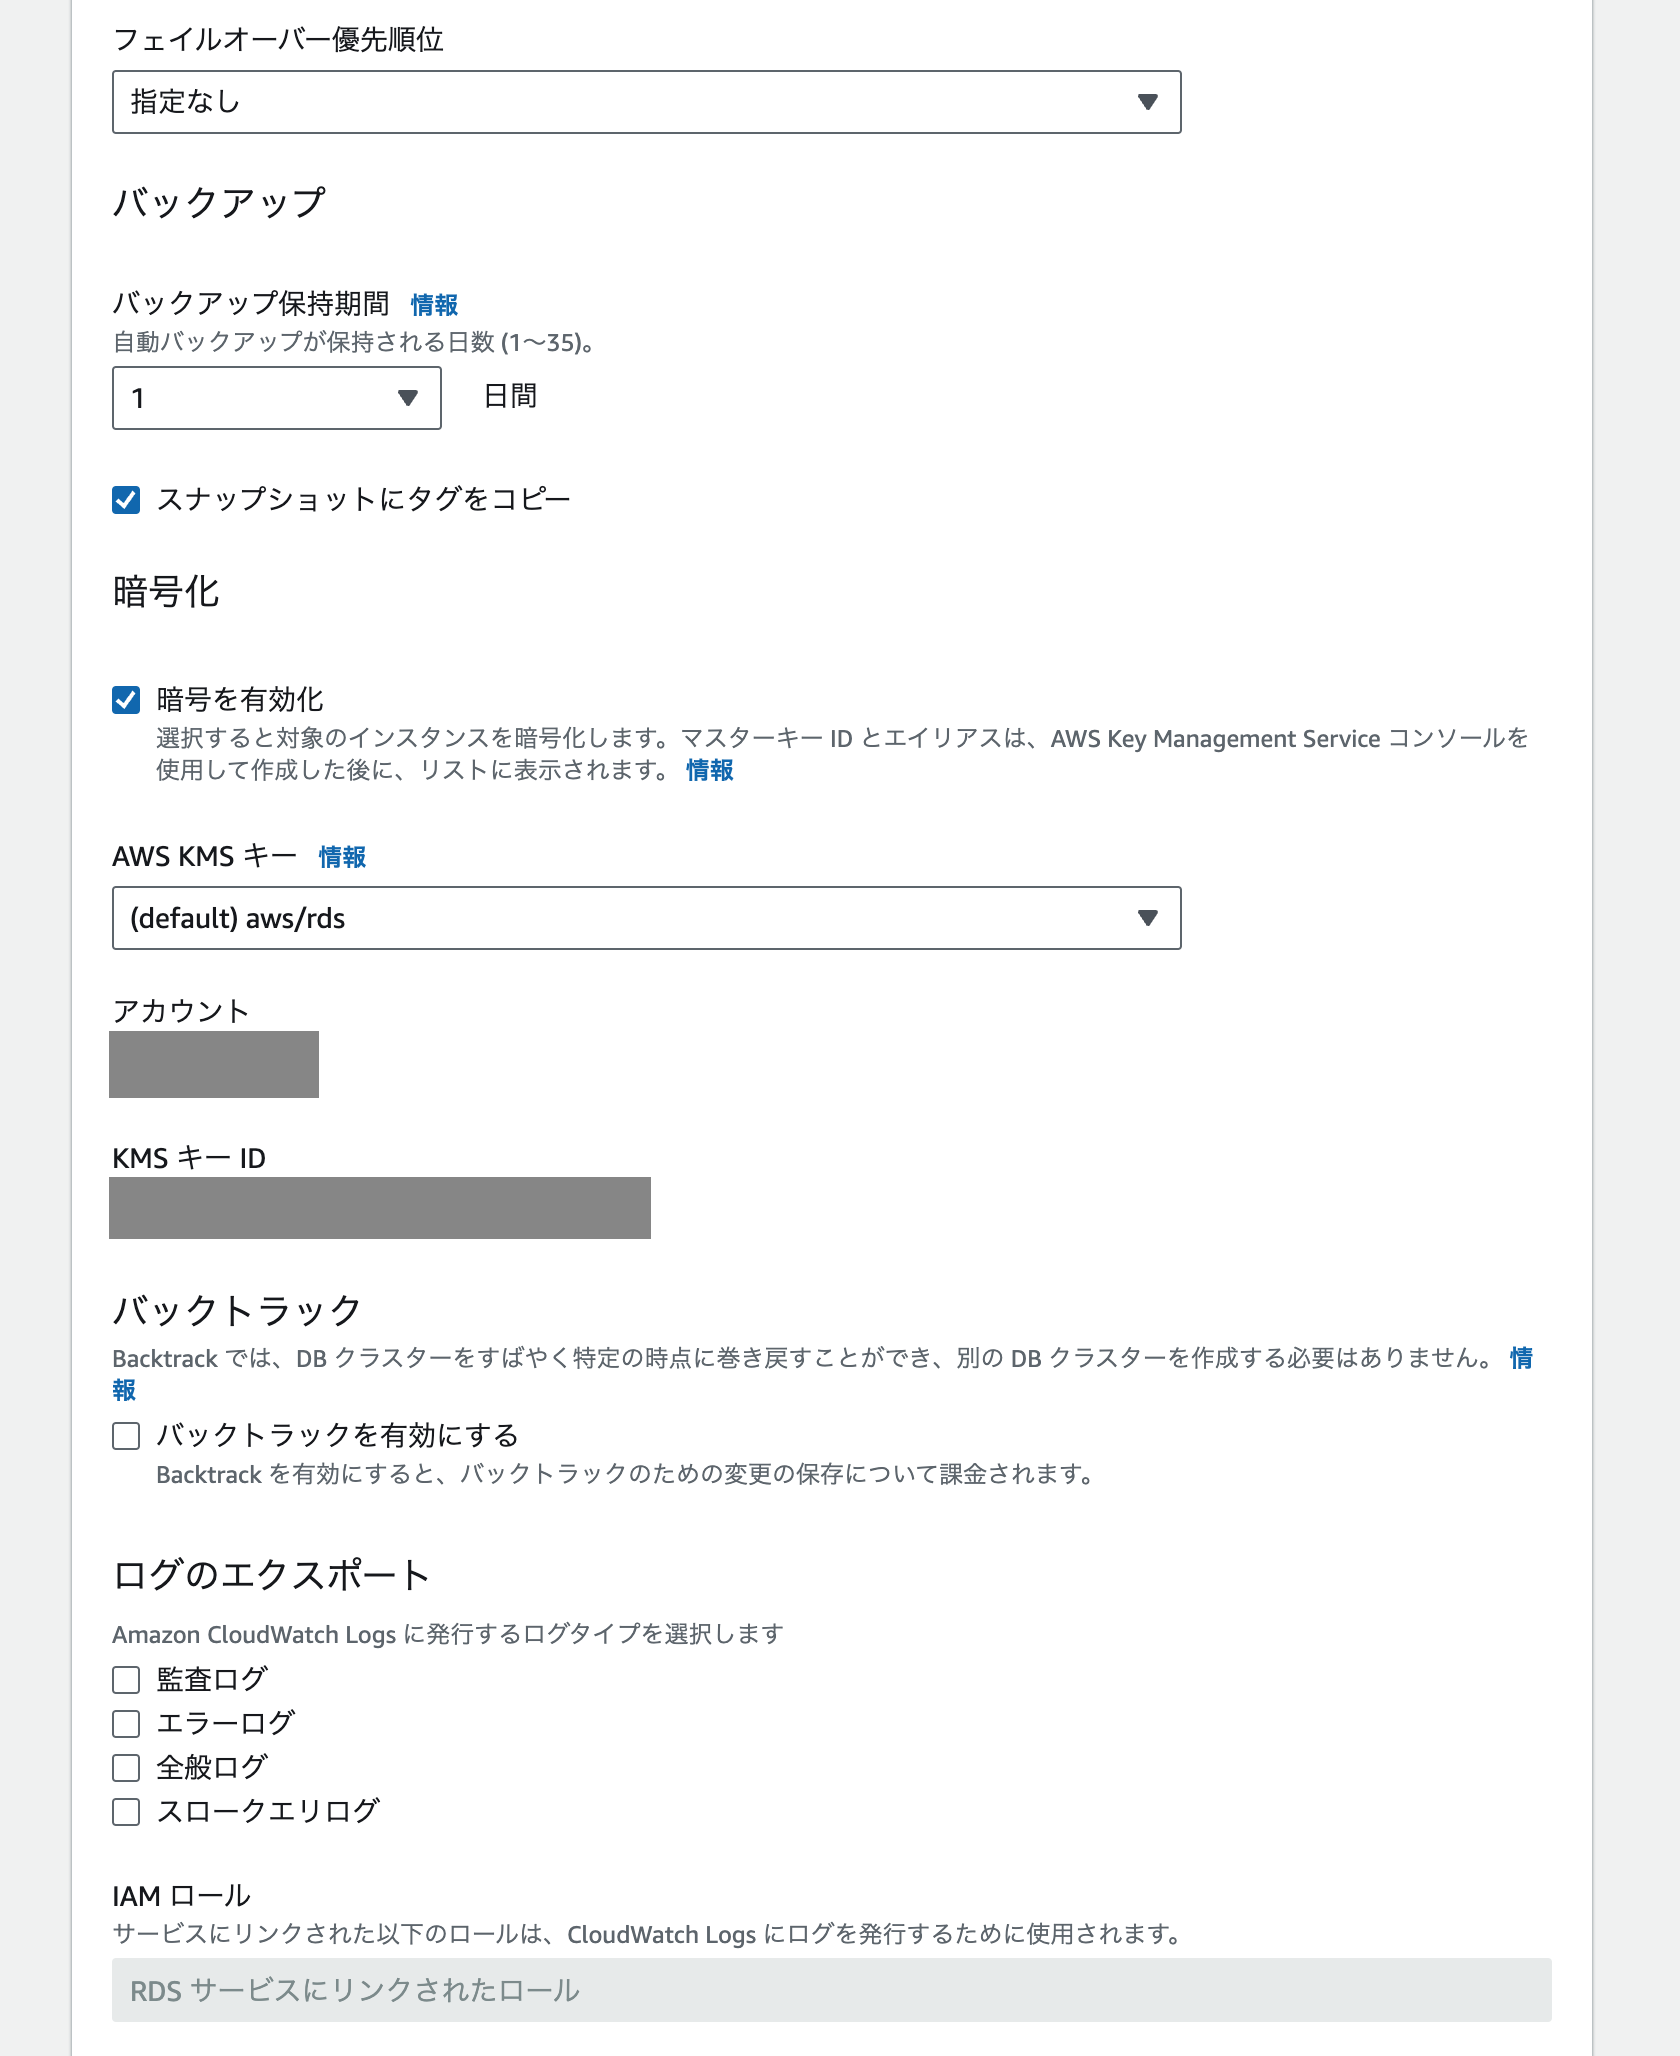 フェイルオーバー優先順位
指定なし
バックアップ
バックアップ保持期間 情報
自動バックアップが保持される日数 (1〜35)。
1 日間
スナップショットにタグをコピー
暗号化
暗号を有効化
選択すると対象のインスタンスを暗号化します。マスターキー ID とエイリアスは、AWS Key Management Service コンソールを
使用して作成した後に、リストに表示されます。 情報
AWS KMS キー 情報
(default) aws/rds
アカウント
KMS キー ID
バックトラック
Backtrack では、DB クラスターをすばやく特定の時点に巻き戻すことができ、別の DB クラスターを作成する必要はありません。 情
報
バックトラックを有効にする
Backtrack を有効にすると、バックトラックのための変更の保存について課金されます。
ログのエクスポート
Amazon CloudWatch Logs に発行するログタイプを選択します
監査ログ
エラーログ
全般ログ
スロークエリログ
IAM ロール
サービスにリンクされた以下のロールは、CloudWatch Logs にログを発行するために使用されます。
RDS サービスにリンクされたロール